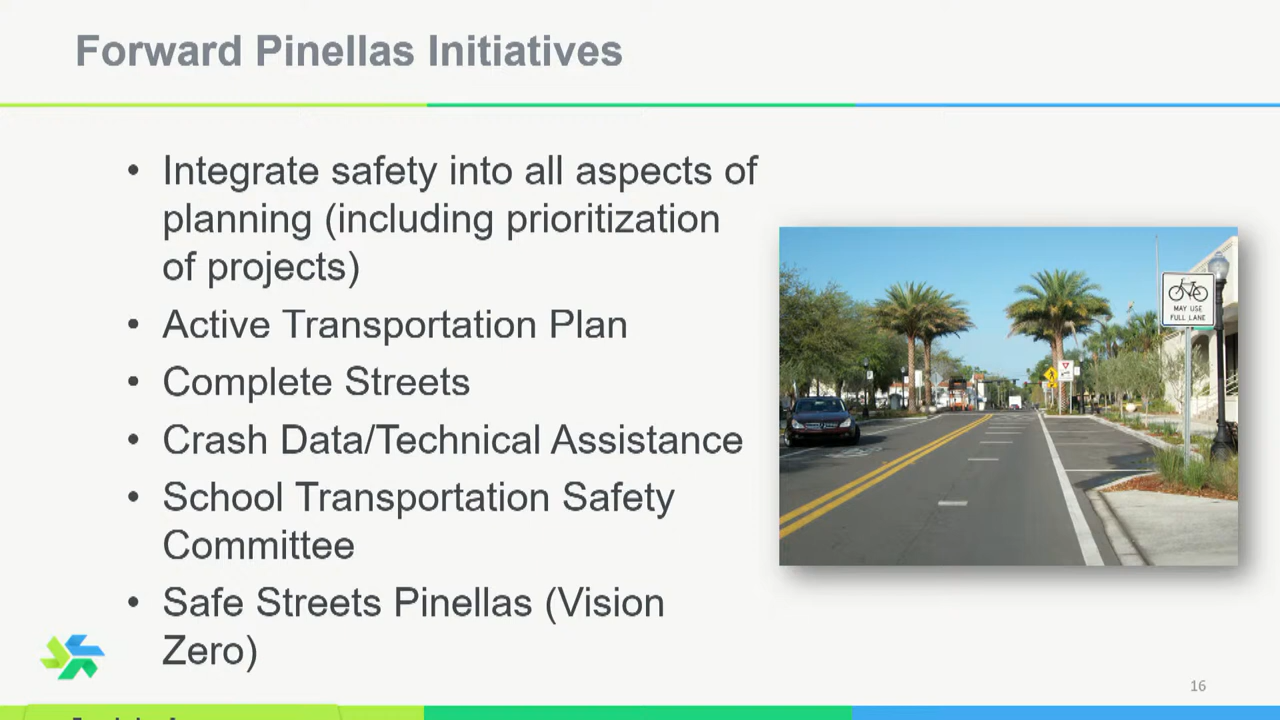 Forward Pinellas Initiatives
• Integrate safety into all aspects of
planning (including prioritization
of projects)
• Active Transportation Plan
• Complete Streets
• Crash Data/Technical Assistance
• School Transportation Safety
Committee
• Safe Streets Pinellas (Vision
Zero)
MAY USE
FULL LANE
16